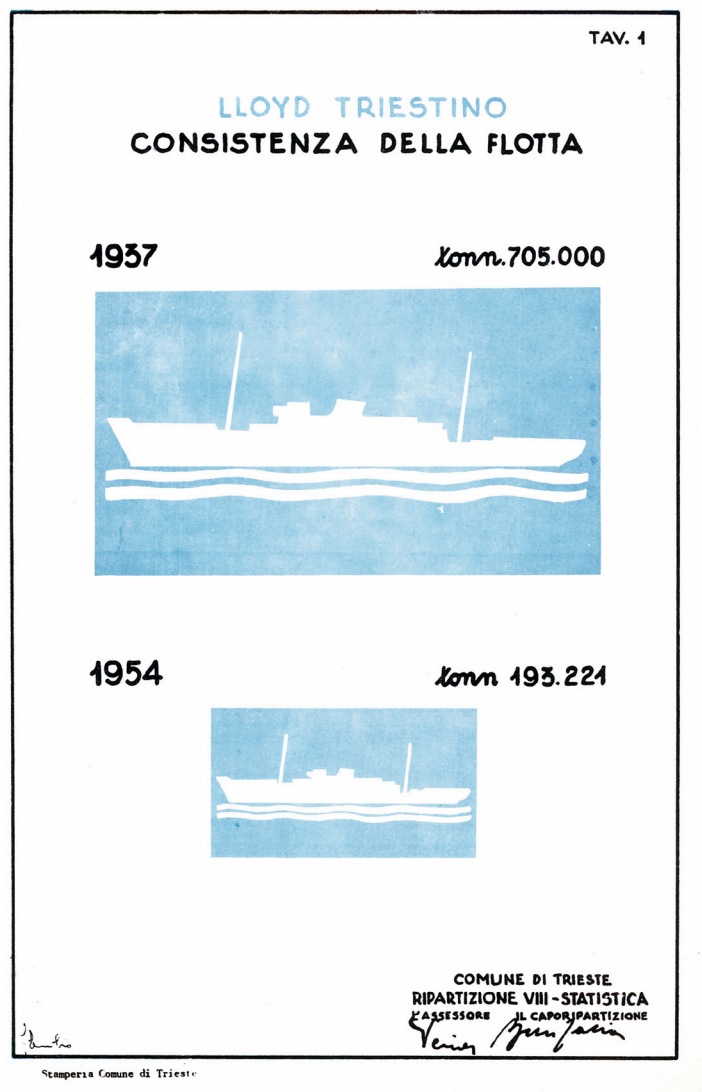 TAV. 1
LLOYD TRIESTINO
CONSISTENZA DELLA FLOTTA
1937 tonn. 705.000
1954 tonn 193.221
COMUNE DI TRIESTE
RIPARTIZIONE VIII - STATISTICA
L'ASSESSORE IL CAPORIPARTIZIONE
Stamperia Comune di Trieste